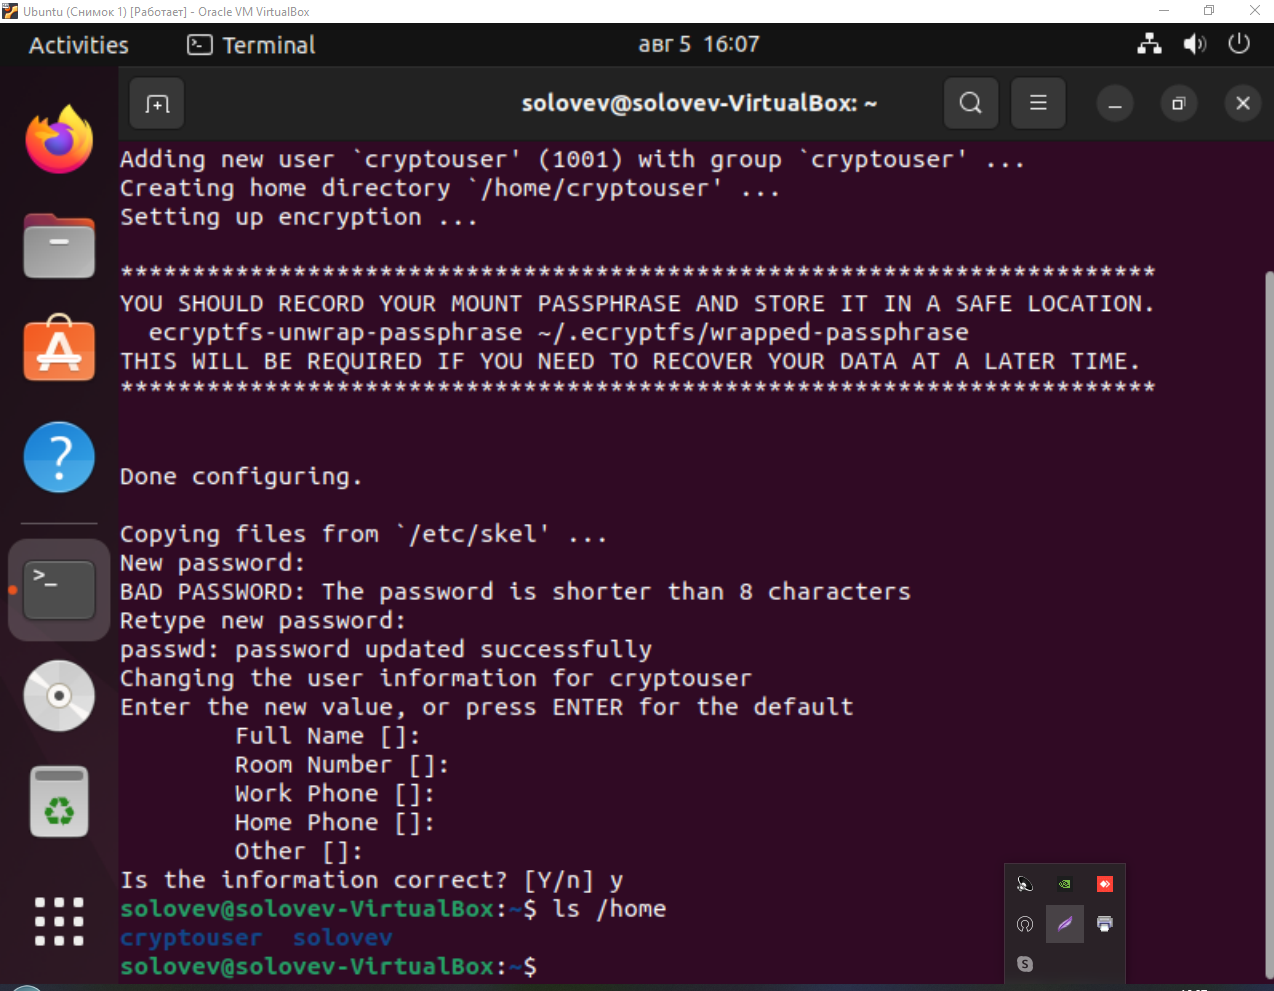 Ubuntu (Снимок 1) [Работает] - Oracle VM VirtualBox
Activities
Terminal
авг 5 16:07
solovev@solovev-VirtualBox: ~
Adding new user `cryptouser' (1001) with group `cryptouser' ...
Creating home directory `/home/cryptouser' ...
Setting up encryption ...
************************************************************************
YOU SHOULD RECORD YOUR MOUNT PASSPHRASE AND STORE IT IN A SAFE LOCATION.
ecryptfs-unwrap-passphrase ~/.ecryptfs/wrapped-passphrase
THIS WILL BE REQUIRED IF YOU NEED TO RECOVER YOUR DATA AT A LATER TIME.
************************************************************************
Done configuring.
Copying files from `/etc/skel' ...
New password:
BAD PASSWORD: The password is shorter than 8 characters
Retype new password:
passwd: password updated successfully
Changing the user information for cryptouser
Enter the new value, or press ENTER for the default
Full Name []:
Room Number []:
Work Phone []:
Home Phone []:
Other []:
Is the information correct? [Y/n] y
solovev@solovev-VirtualBox:~$ ls /home
cryptouser solovev
solovev@solovev-VirtualBox:~$